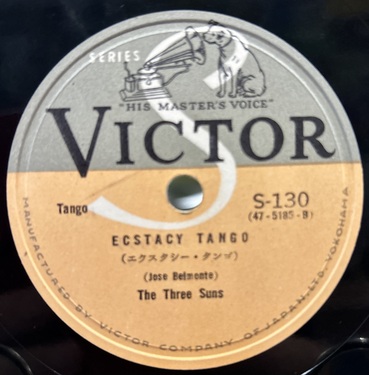 SERIES
S
"HIS MASTER'S VOICE"
VICTOR
Tango
S-130
(47-5185-B)
ECSTACY TANGO
(エクスタシー・タンゴ)
(Jose Belmonte)
The Three Suns
MANUFACTURED BY VICTOR COMPANY OF JAPAN, LTD., YOKOHAMA